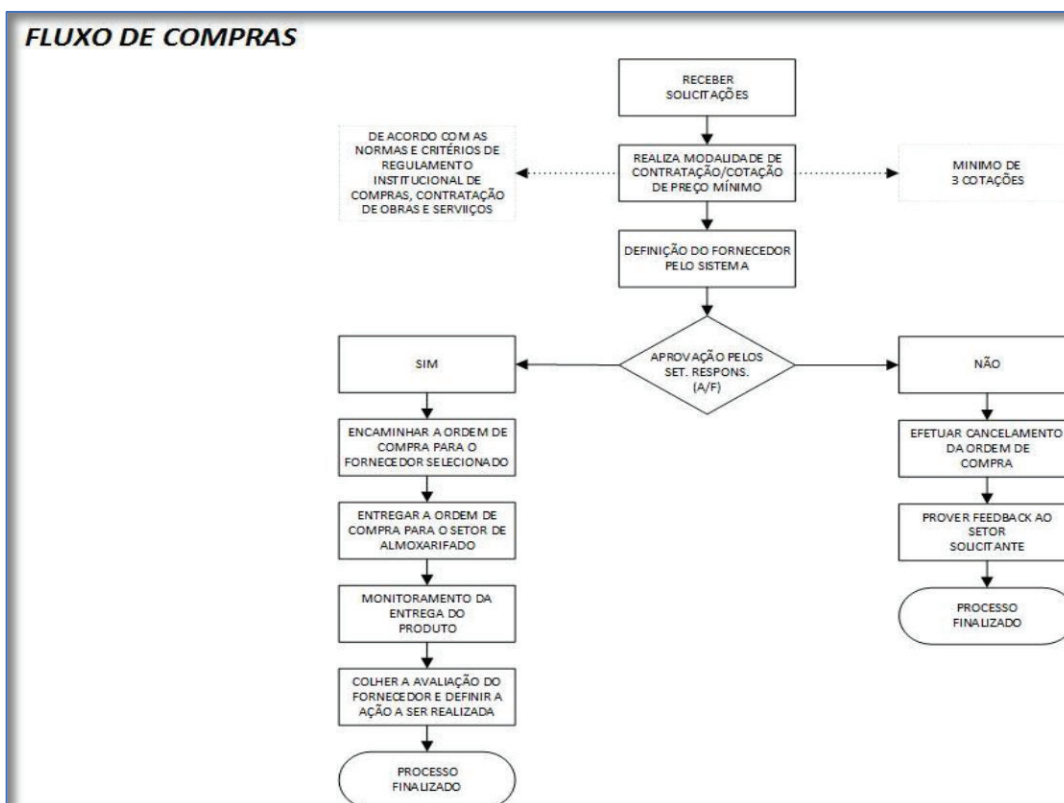 FLUXO DE COMPRAS
RECEBER
SOLICITAÇÕES
DE ACORDO COM AS
NORMAS E CRITÉRIOS DE
REGULAMENTO
INSTITUCIONAL DE
COMPRAS, CONTRATAÇÃO
DE OBRAS E SERVIIÇOS
REALIZA MODALIDADE DE
CONTRATAÇÃO/COTAÇÃO
DE PREÇO MÍNIMO
MINIMO DE
3 COTAÇÕES
DEFINIÇÃO DO FORNECEDOR
PELO SISTEMA
SIM
APROVAÇÃO PELOS
SET. RESPONS.
(A/F)
NÃO
ENCAMINHAR A ORDEM DE
COMPRA PARA O
FORNECEDOR SELECIONADO
EFETUAR CANCELAMENTO
DA ORDEM DE
COMPRA
ENTREGAR A ORDEM DE
COMPRA PARA O SETOR DE
ALMOXARIFADO
PROVER FEEDBACK AO
SETOR
SOLICITANTE
MONITORAMENTO DA
ENTREGA DO
PRODUTO
PROCESSO
FINALIZADO
COLHER A AVALIAÇÃO DO
FORNECEDOR E DEFINIR A
AÇÃO A SER REALIZADA
PROCESSO
FINALIZADO